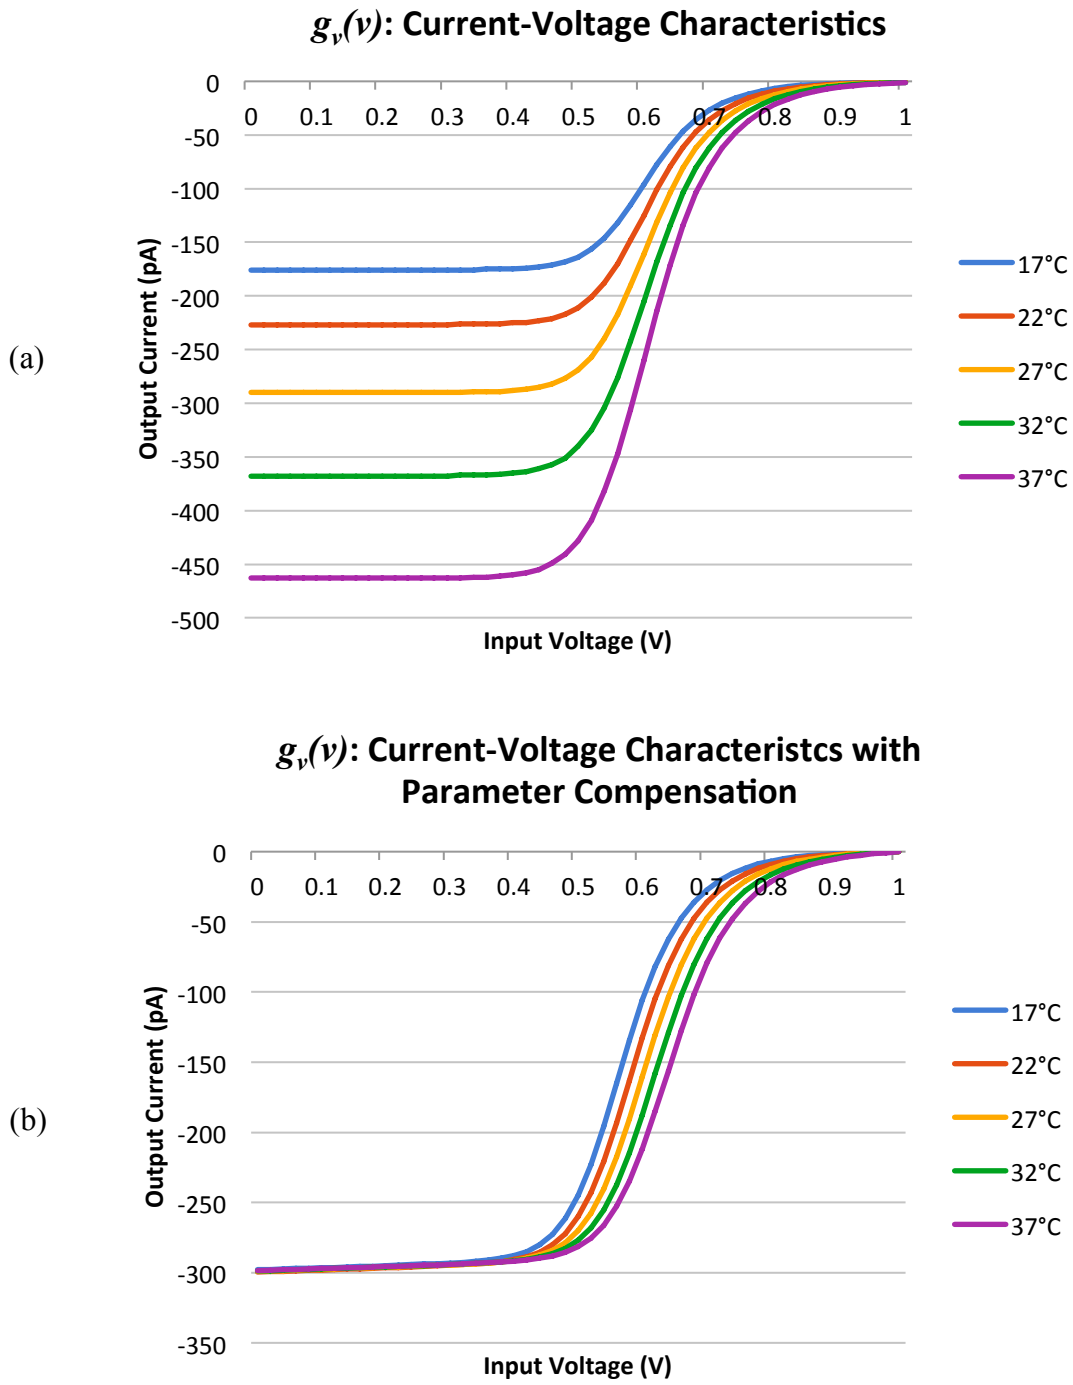 g_v(v): Current-Voltage Characteristics
0
-50
-100
-150
-200
-250
-300
-350
-400
-450
-500
0 0.1 0.2 0.3 0.4 0.5 0.6 0.7 0.8 0.9 1
Output Current (pA)
Input Voltage (V)
17°C
22°C
27°C
32°C
37°C
(a)
g_v(v): Current-Voltage Characteristcs with
Parameter Compensation
0
-50
-100
-150
-200
-250
-300
-350
0 0.1 0.2 0.3 0.4 0.5 0.6 0.7 0.8 0.9 1
Output Current (pA)
Input Voltage (V)
17°C
22°C
27°C
32°C
37°C
(b)